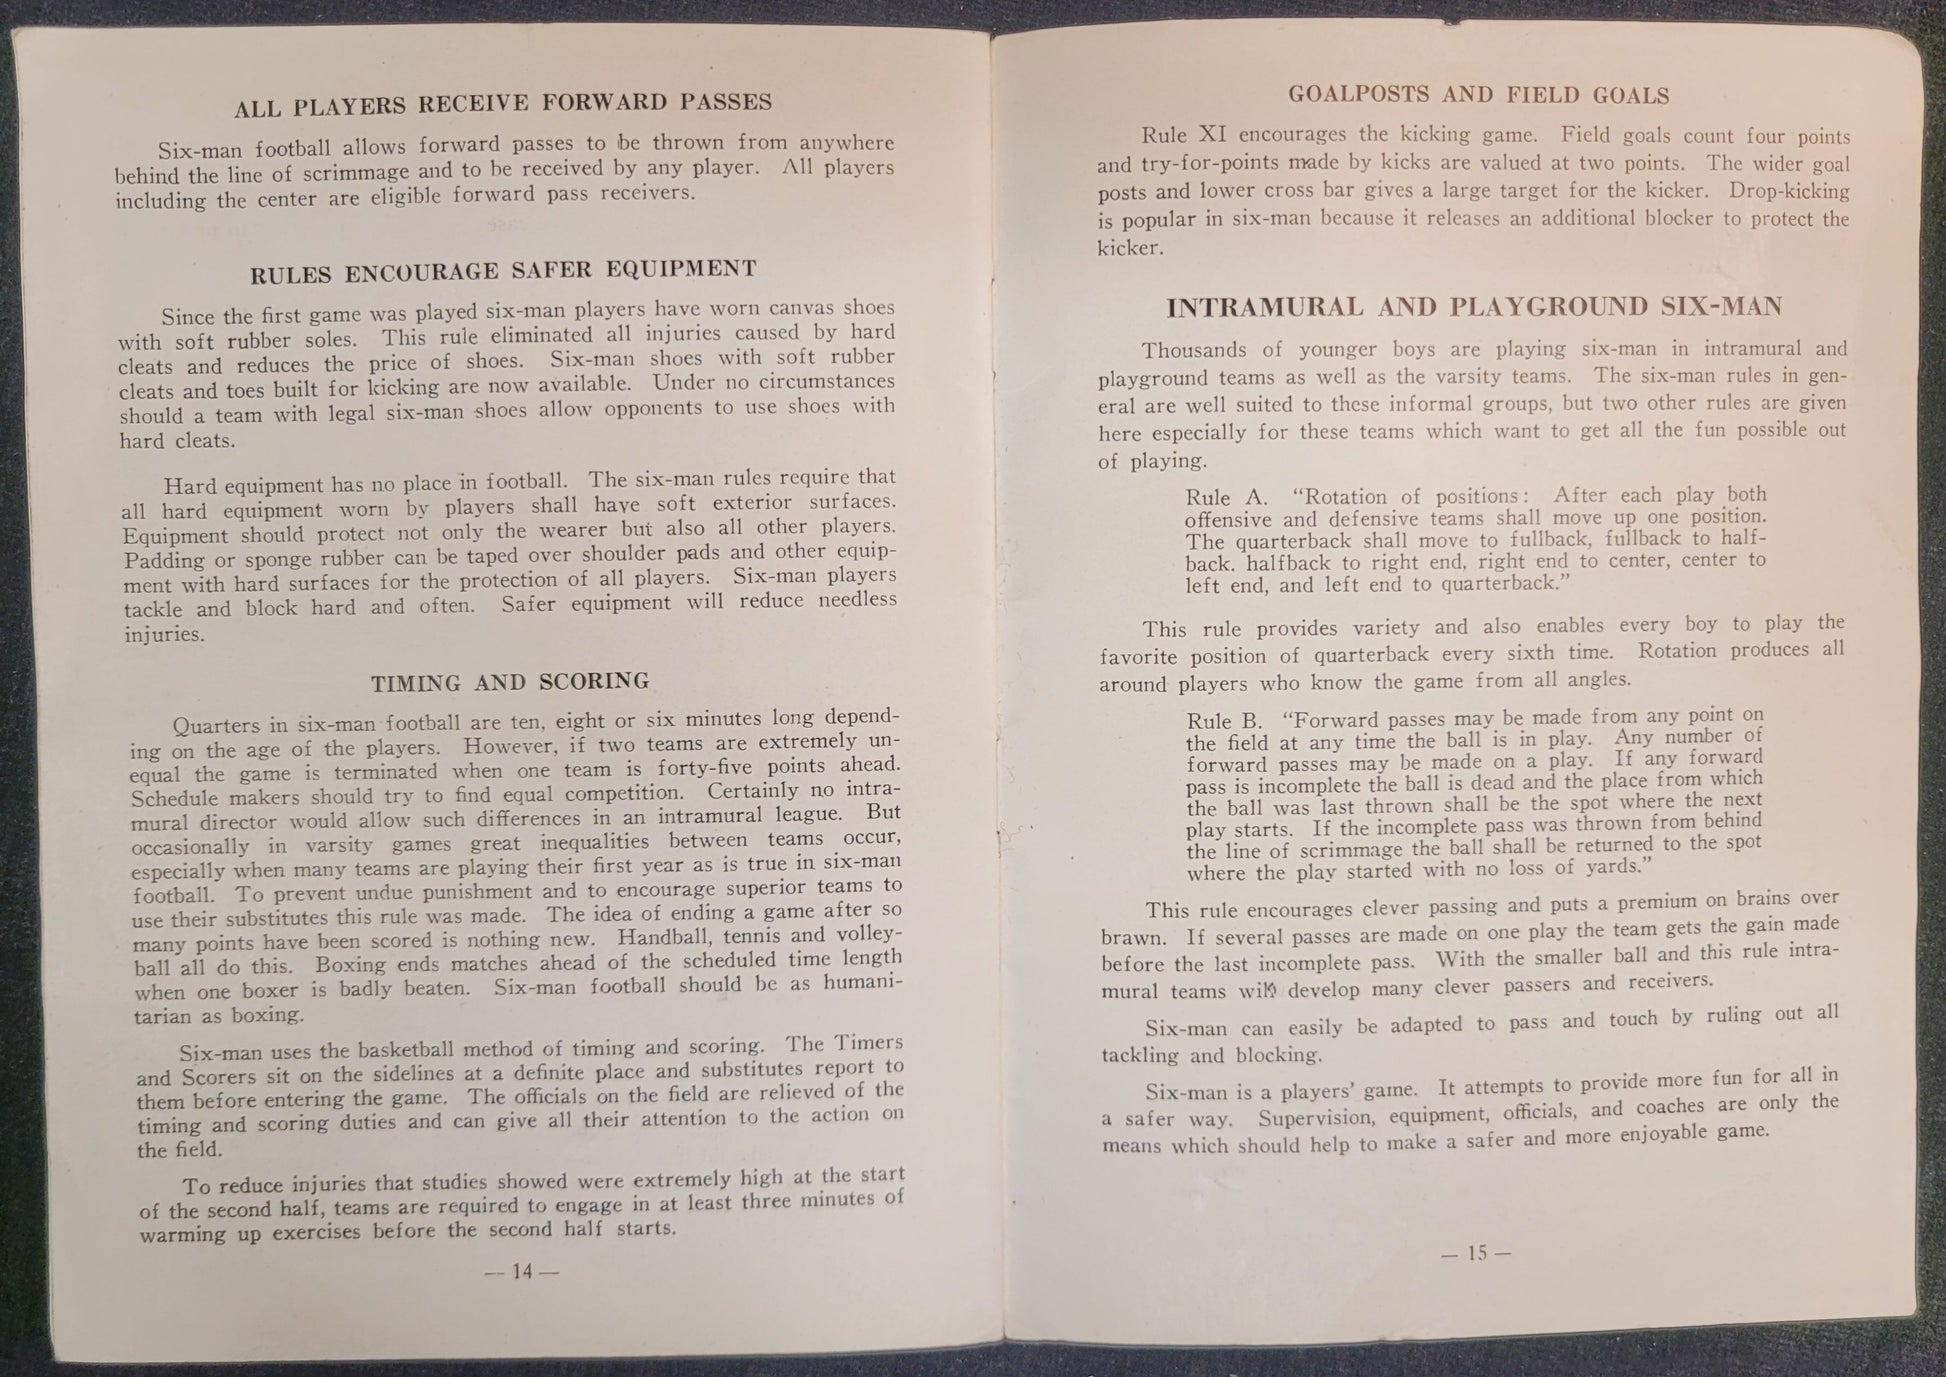 ALL PLAYERS RECEIVE FORWARD PASSES
Six-man football allows forward passes to be thrown from anywhere
behind the line of scrimmage and to be received by any player. All players
including the center are eligible forward pass receivers.
RULES ENCOURAGE SAFER EQUIPMENT
Since the first game was played six-man players have worn canvas shoes
with soft rubber soles. This rule eliminated all injuries caused by hard
cleats and reduces the price of shoes. Six-man shoes with soft rubber
cleats and toes built for kicking are now available. Under no circumstances
should a team with legal six-man shoes allow opponents to use shoes with
hard cleats.
Hard equipment has no place in football. The six-man rules require that
all hard equipment worn by players shall have soft exterior surfaces.
Equipment should protect not only the wearer but also all other players.
Padding or sponge rubber can be taped over shoulder pads and other equip-
ment with hard surfaces for the protection of all players. Six-man players
tackle and block hard and often. Safer equipment will reduce needless
injuries.
TIMING AND SCORING
Quarters in six-man football are ten, eight or six minutes long depend-
ing on the age of the players. However, if two teams are extremely un-
equal the game is terminated when one team is forty-five points ahead.
Schedule makers should try to find equal competition. Certainly no intra-
mural director would allow such differences in an intramural league. But
occasionally in varsity games great inequalities between teams occur,
especially when many teams are playing their first year as is true in six-man
football. To prevent undue punishment and to encourage superior teams to
use their substitutes this rule was made. The idea of ending a game after so
many points have been scored is nothing new. Handball, tennis and volley-
ball all do this. Boxing ends matches ahead of the scheduled time length
when one boxer is badly beaten. Six-man football should be as humani-
tarian as boxing.
Six-man uses the basketball method of timing and scoring. The Timers
and Scorers sit on the sidelines at a definite place and substitutes report to
them before entering the game. The officials on the field are relieved of the
timing and scoring duties and can give all their attention to the action on
the field.
To reduce injuries that studies showed were extremely high at the start
of the second half, teams are required to engage in at least three minutes of
warming up exercises before the second half starts.
— 14 —
GOALPOSTS AND FIELD GOALS
Rule XI encourages the kicking game. Field goals count four points
and try-for-points made by kicks are valued at two points. The wider goal
posts and lower cross bar gives a large target for the kicker. Drop-kicking
is popular in six-man because it releases an additional blocker to protect the
kicker.
INTRAMURAL AND PLAYGROUND SIX-MAN
Thousands of younger boys are playing six-man in intramural and
playground teams as well as the varsity teams. The six-man rules in gen-
eral are well suited to these informal groups, but two other rules are given
here especially for these teams which want to get all the fun possible out
of playing.
Rule A. “Rotation of positions: After each play both
offensive and defensive teams shall move up one position.
The quarterback shall move to fullback, fullback to half-
back. halfback to right end, right end to center, center to
left end, and left end to quarterback.”
This rule provides variety and also enables every boy to play the
favorite position of quarterback every sixth time. Rotation produces all
around players who know the game from all angles.
Rule B. “Forward passes may be made from any point on
the field at any time the ball is in play. Any number of
forward passes may be made on a play. If any forward
pass is incomplete the ball is dead and the place from which
the ball was last thrown shall be the spot where the next
play starts. If the incomplete pass was thrown from behind
the line of scrimmage the ball shall be returned to the spot
where the play started with no loss of yards.”
This rule encourages clever passing and puts a premium on brains over
brawn. If several passes are made on one play the team gets the gain made
before the last incomplete pass. With the smaller ball and this rule intra-
mural teams will develop many clever passers and receivers.
Six-man can easily be adapted to pass and touch by ruling out all
tackling and blocking.
Six-man is a players’ game. It attempts to provide more fun for all in
a safer way. Supervision, equipment, officials, and coaches are only the
means which should help to make a safer and more enjoyable game.
— 15 —